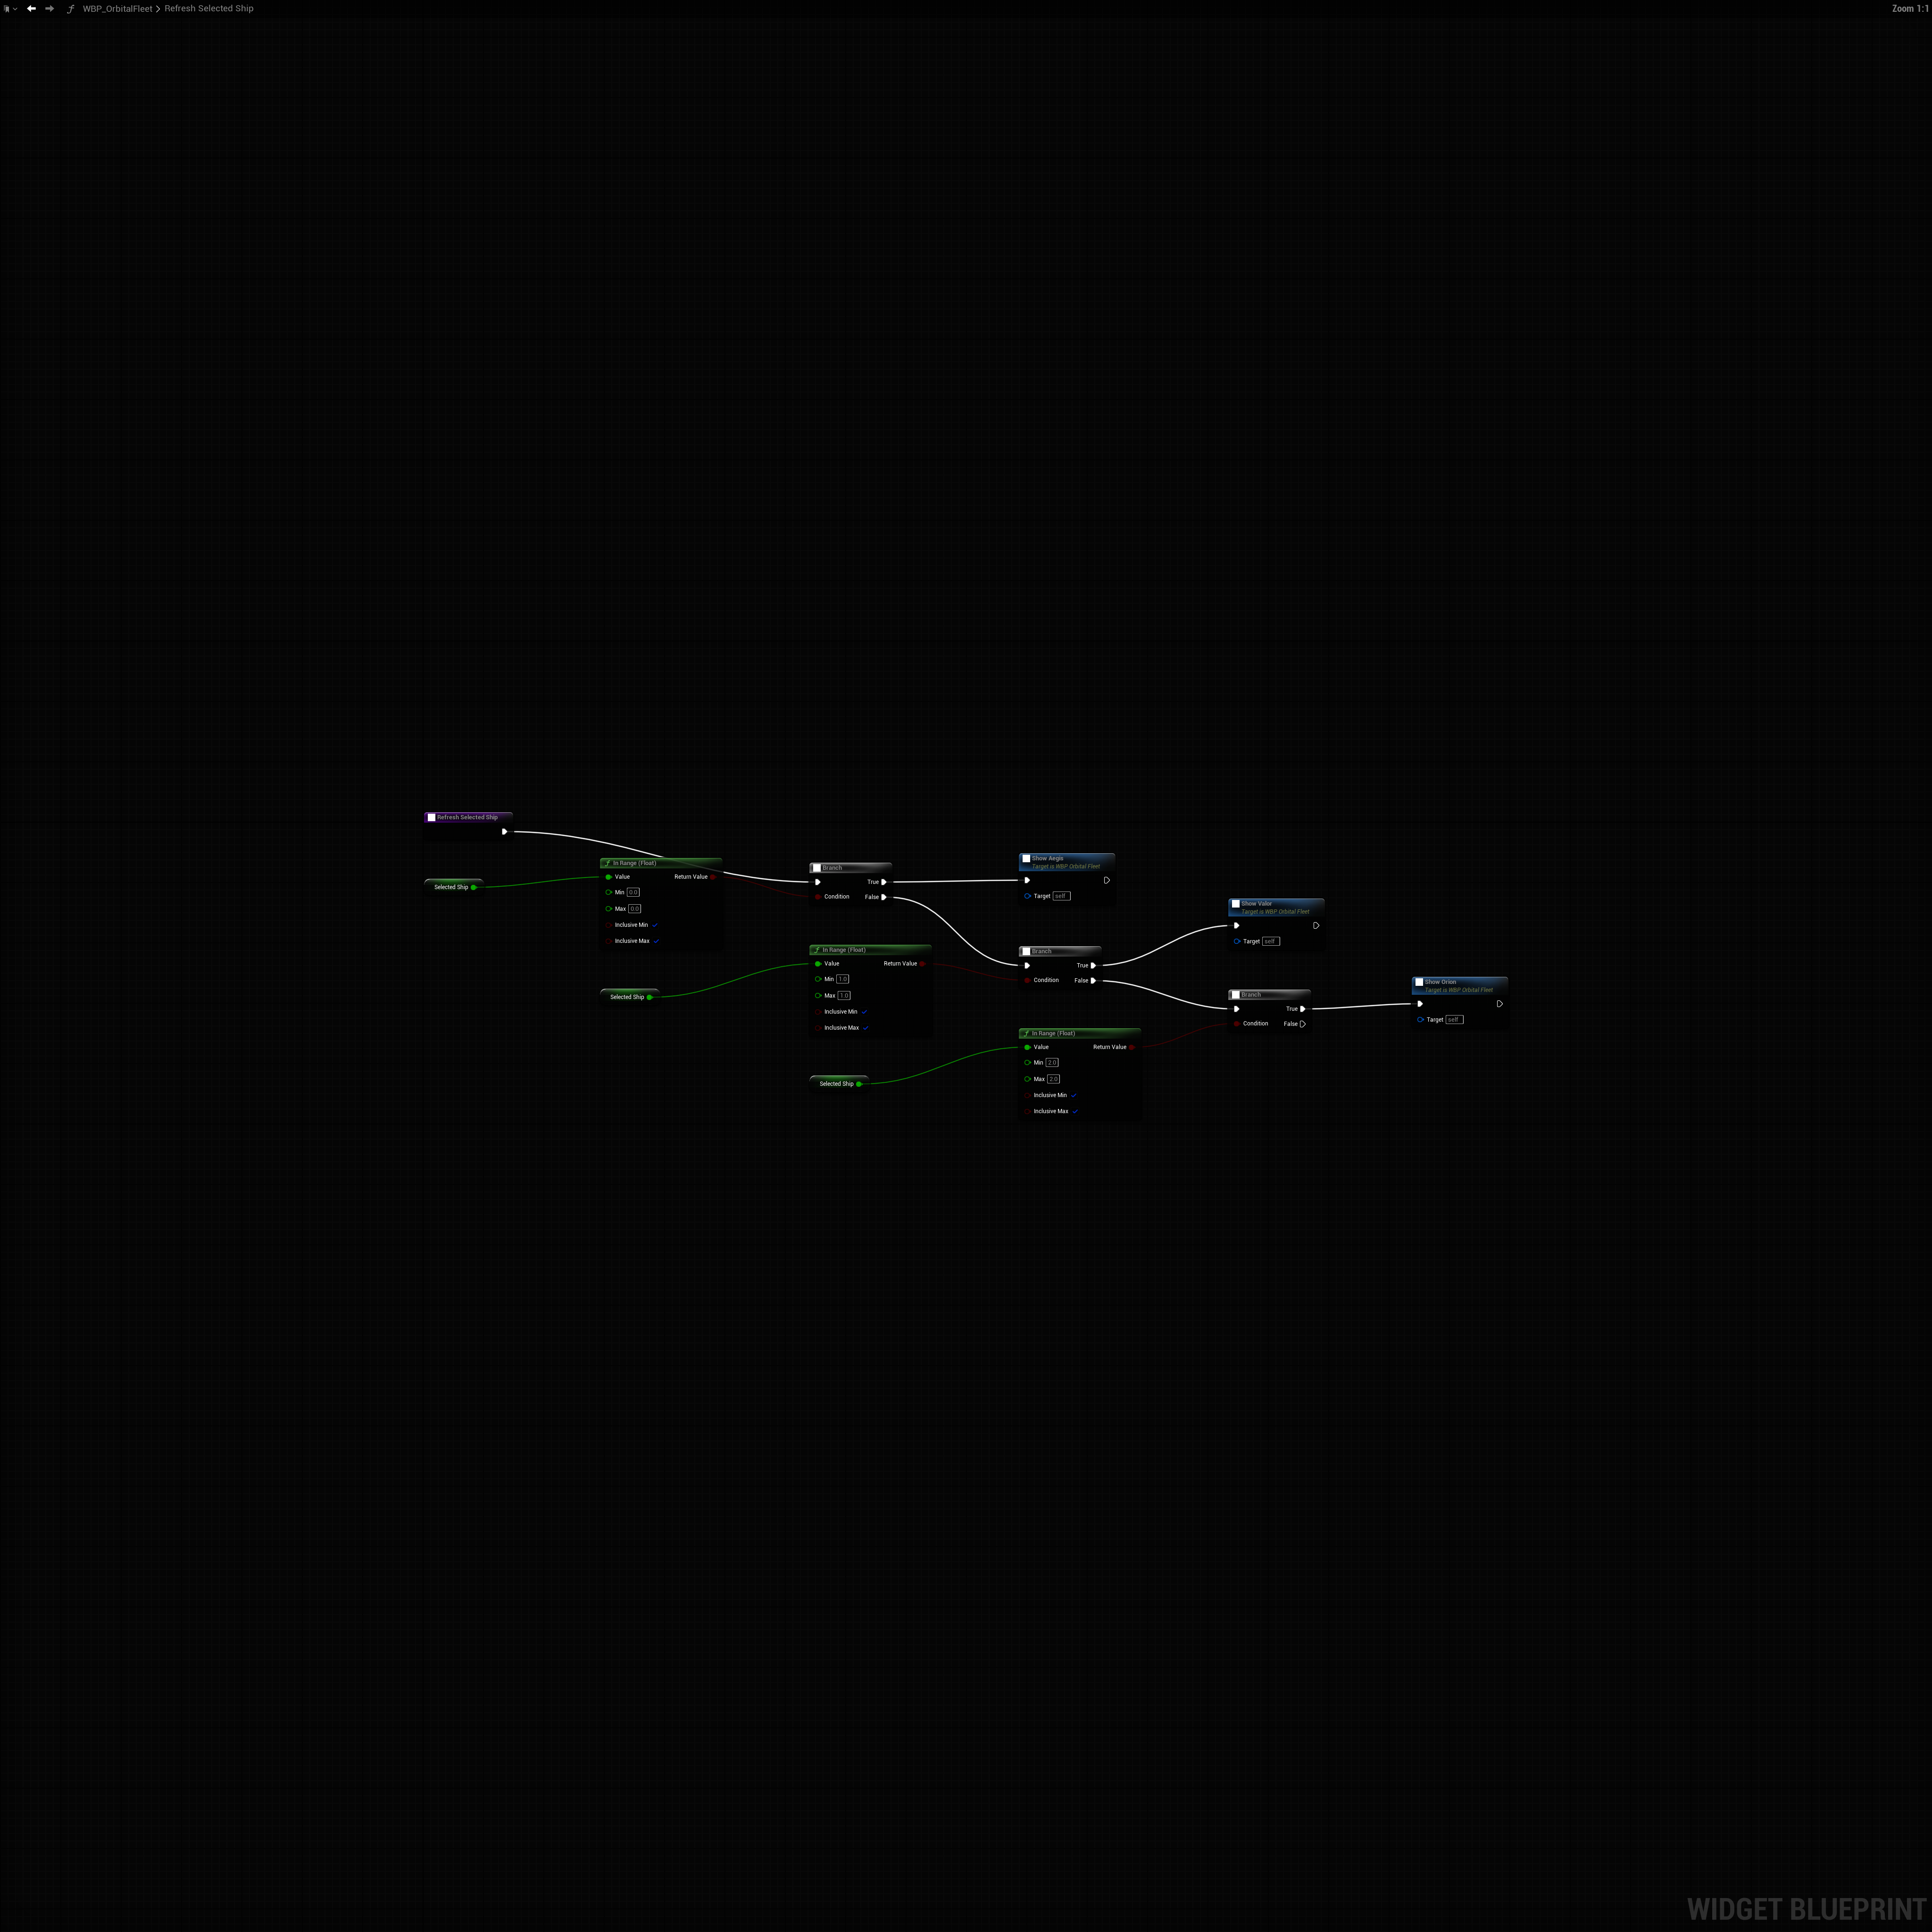 WBP_OrbitalFleet > Refresh Selected Ship
Zoom 1:1
Refresh Selected Ship
Selected Ship
In Range (Float)
Value Return Value
Min 0.0
Max 0.0
Inclusive Min
Inclusive Max
Branch
True
Condition False
Show Aegis
Target is WBP Orbital Fleet
Target self
Selected Ship
In Range (Float)
Value Return Value
Min 1.0
Max 1.0
Inclusive Min
Inclusive Max
Branch
True
Condition False
Show Valor
Target is WBP Orbital Fleet
Target self
Selected Ship
In Range (Float)
Value Return Value
Min 2.0
Max 2.0
Inclusive Min
Inclusive Max
Branch
True
Condition False
Show Orion
Target is WBP Orbital Fleet
Target self
WIDGET BLUEPRINT